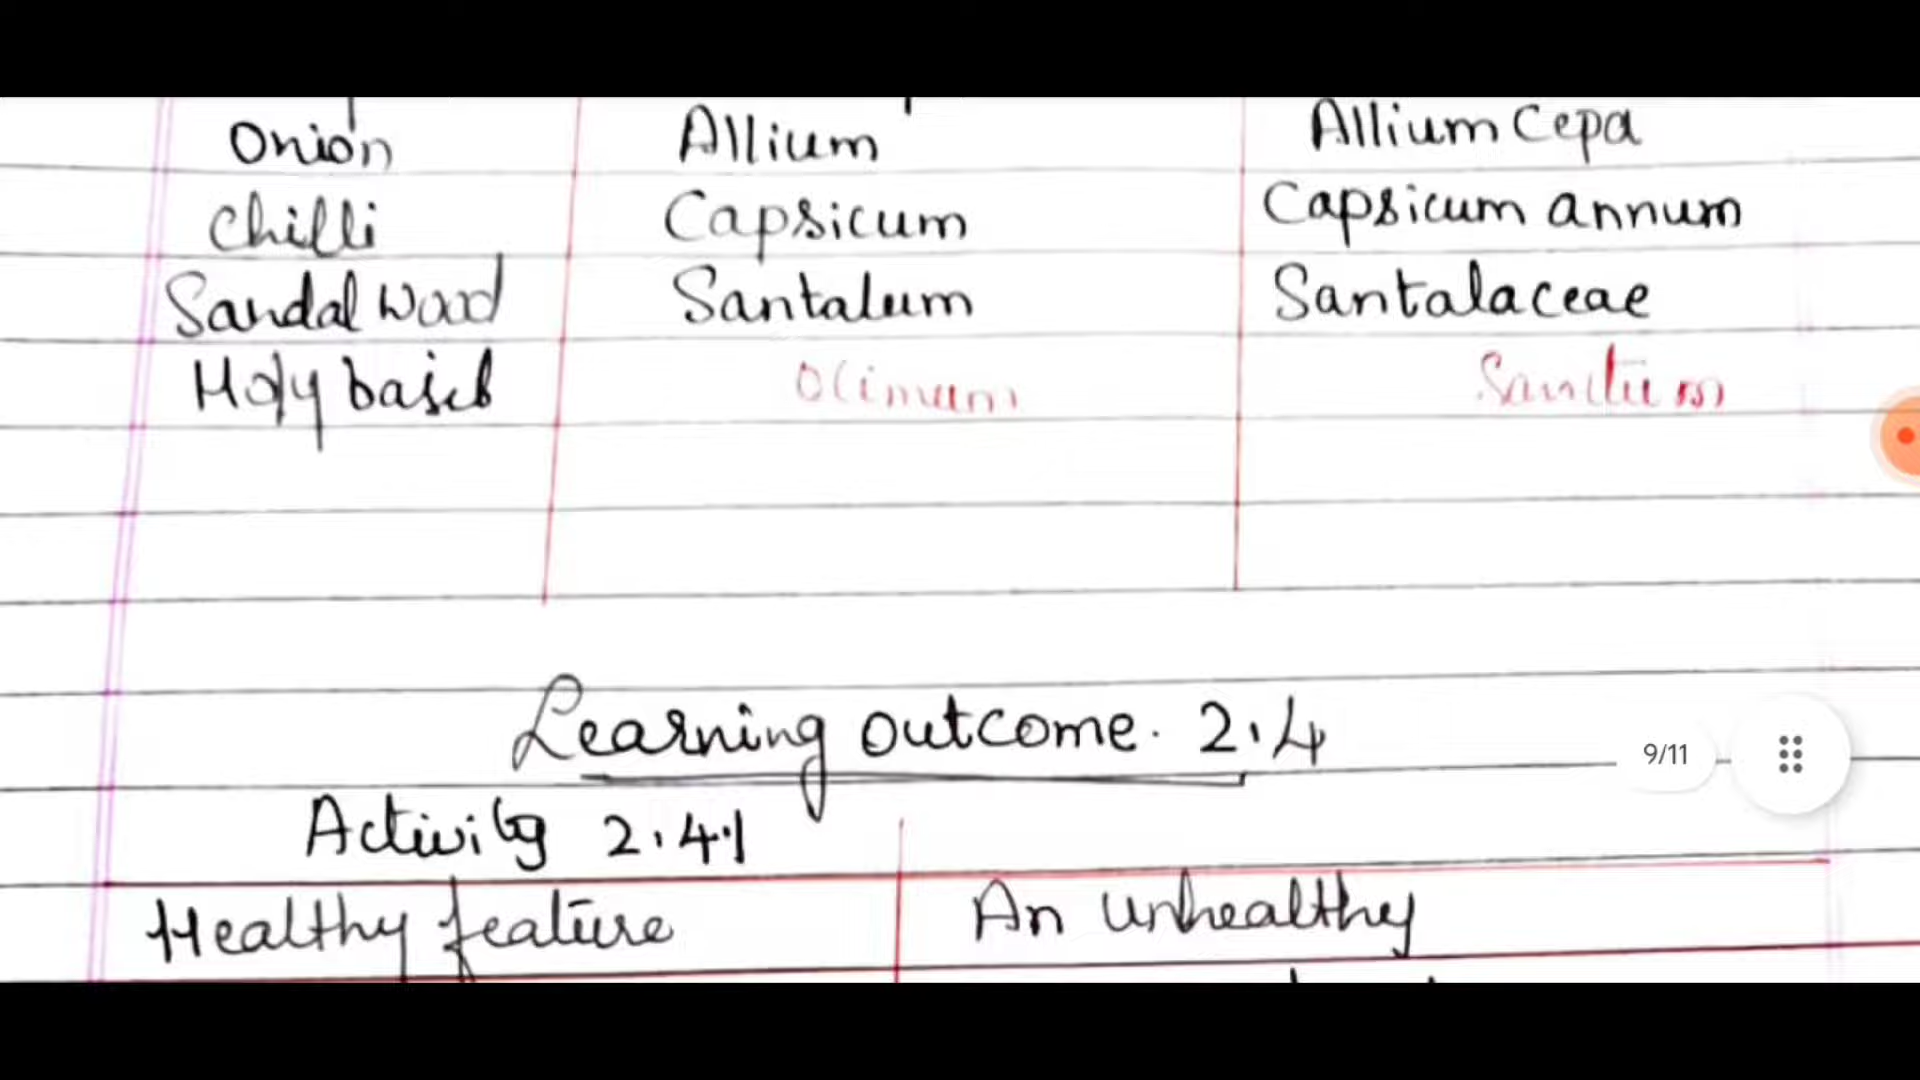 Onion Allium Allium Cepa
Chilli Capsicum Capsicum annum
Sandal wood Santalum Santalaceae
Holy basil Ocimum Sanctum
Learning outcome. 2.4
9/11
Activity 2.4.1
Healthy feature An unhealthy